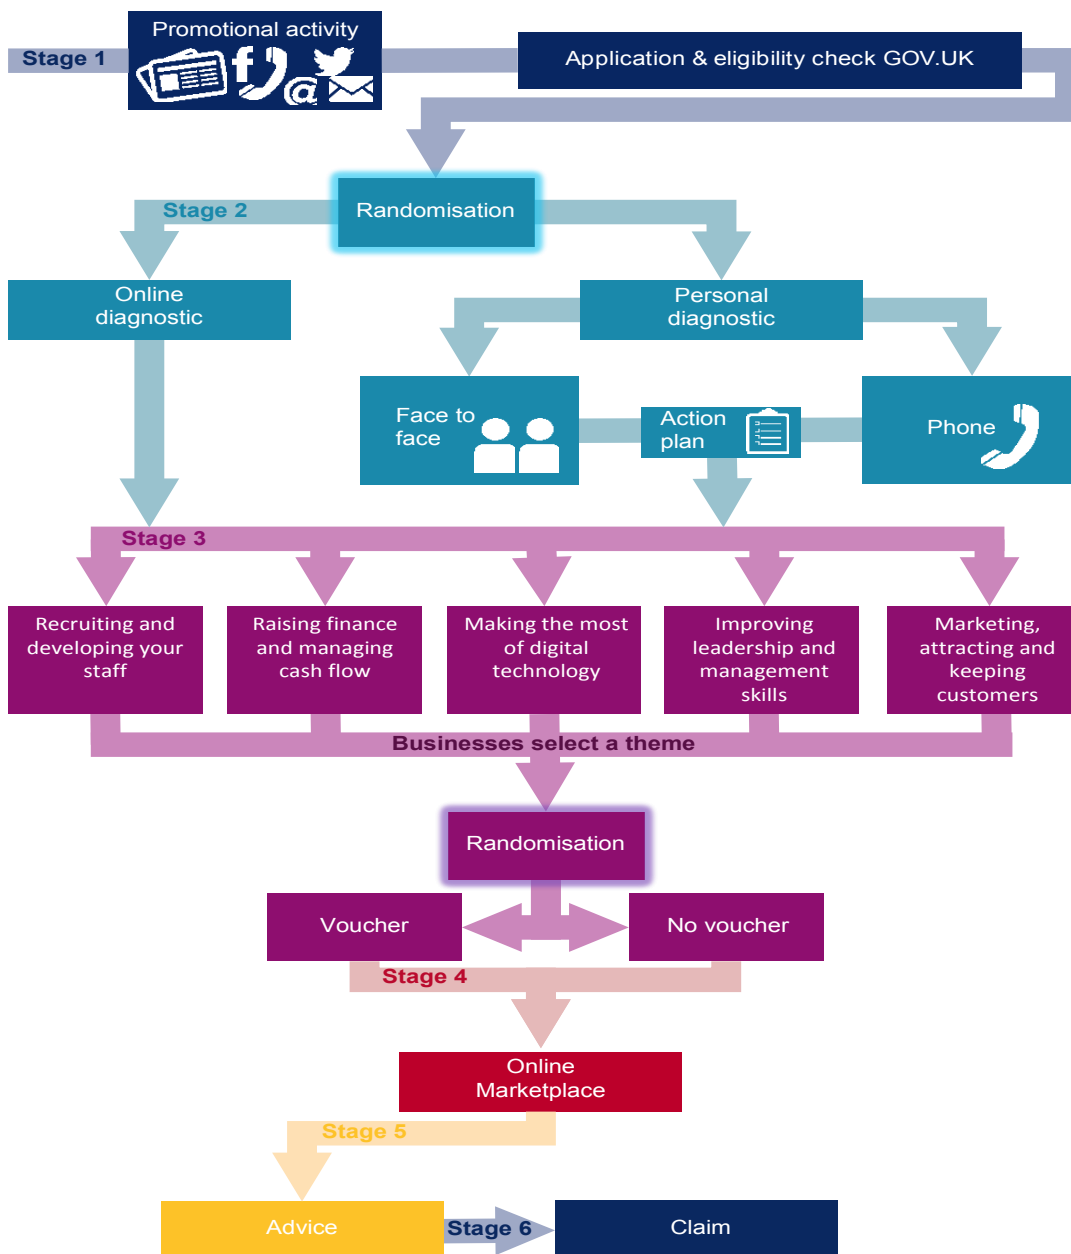 Promotional activity
Stage 1
Application & eligibility check GOV.UK
Stage 2
Randomisation
Online
diagnostic
Personal
diagnostic
Face to
face
Action
plan
Phone
Stage 3
Recruiting and
developing your
staff
Raising finance
and managing
cash flow
Making the most
of digital
technology
Improving
leadership and
management
skills
Marketing,
attracting and
keeping
customers
Businesses select a theme
Randomisation
Voucher
No voucher
Stage 4
Online
Marketplace
Stage 5
Advice
Stage 6
Claim